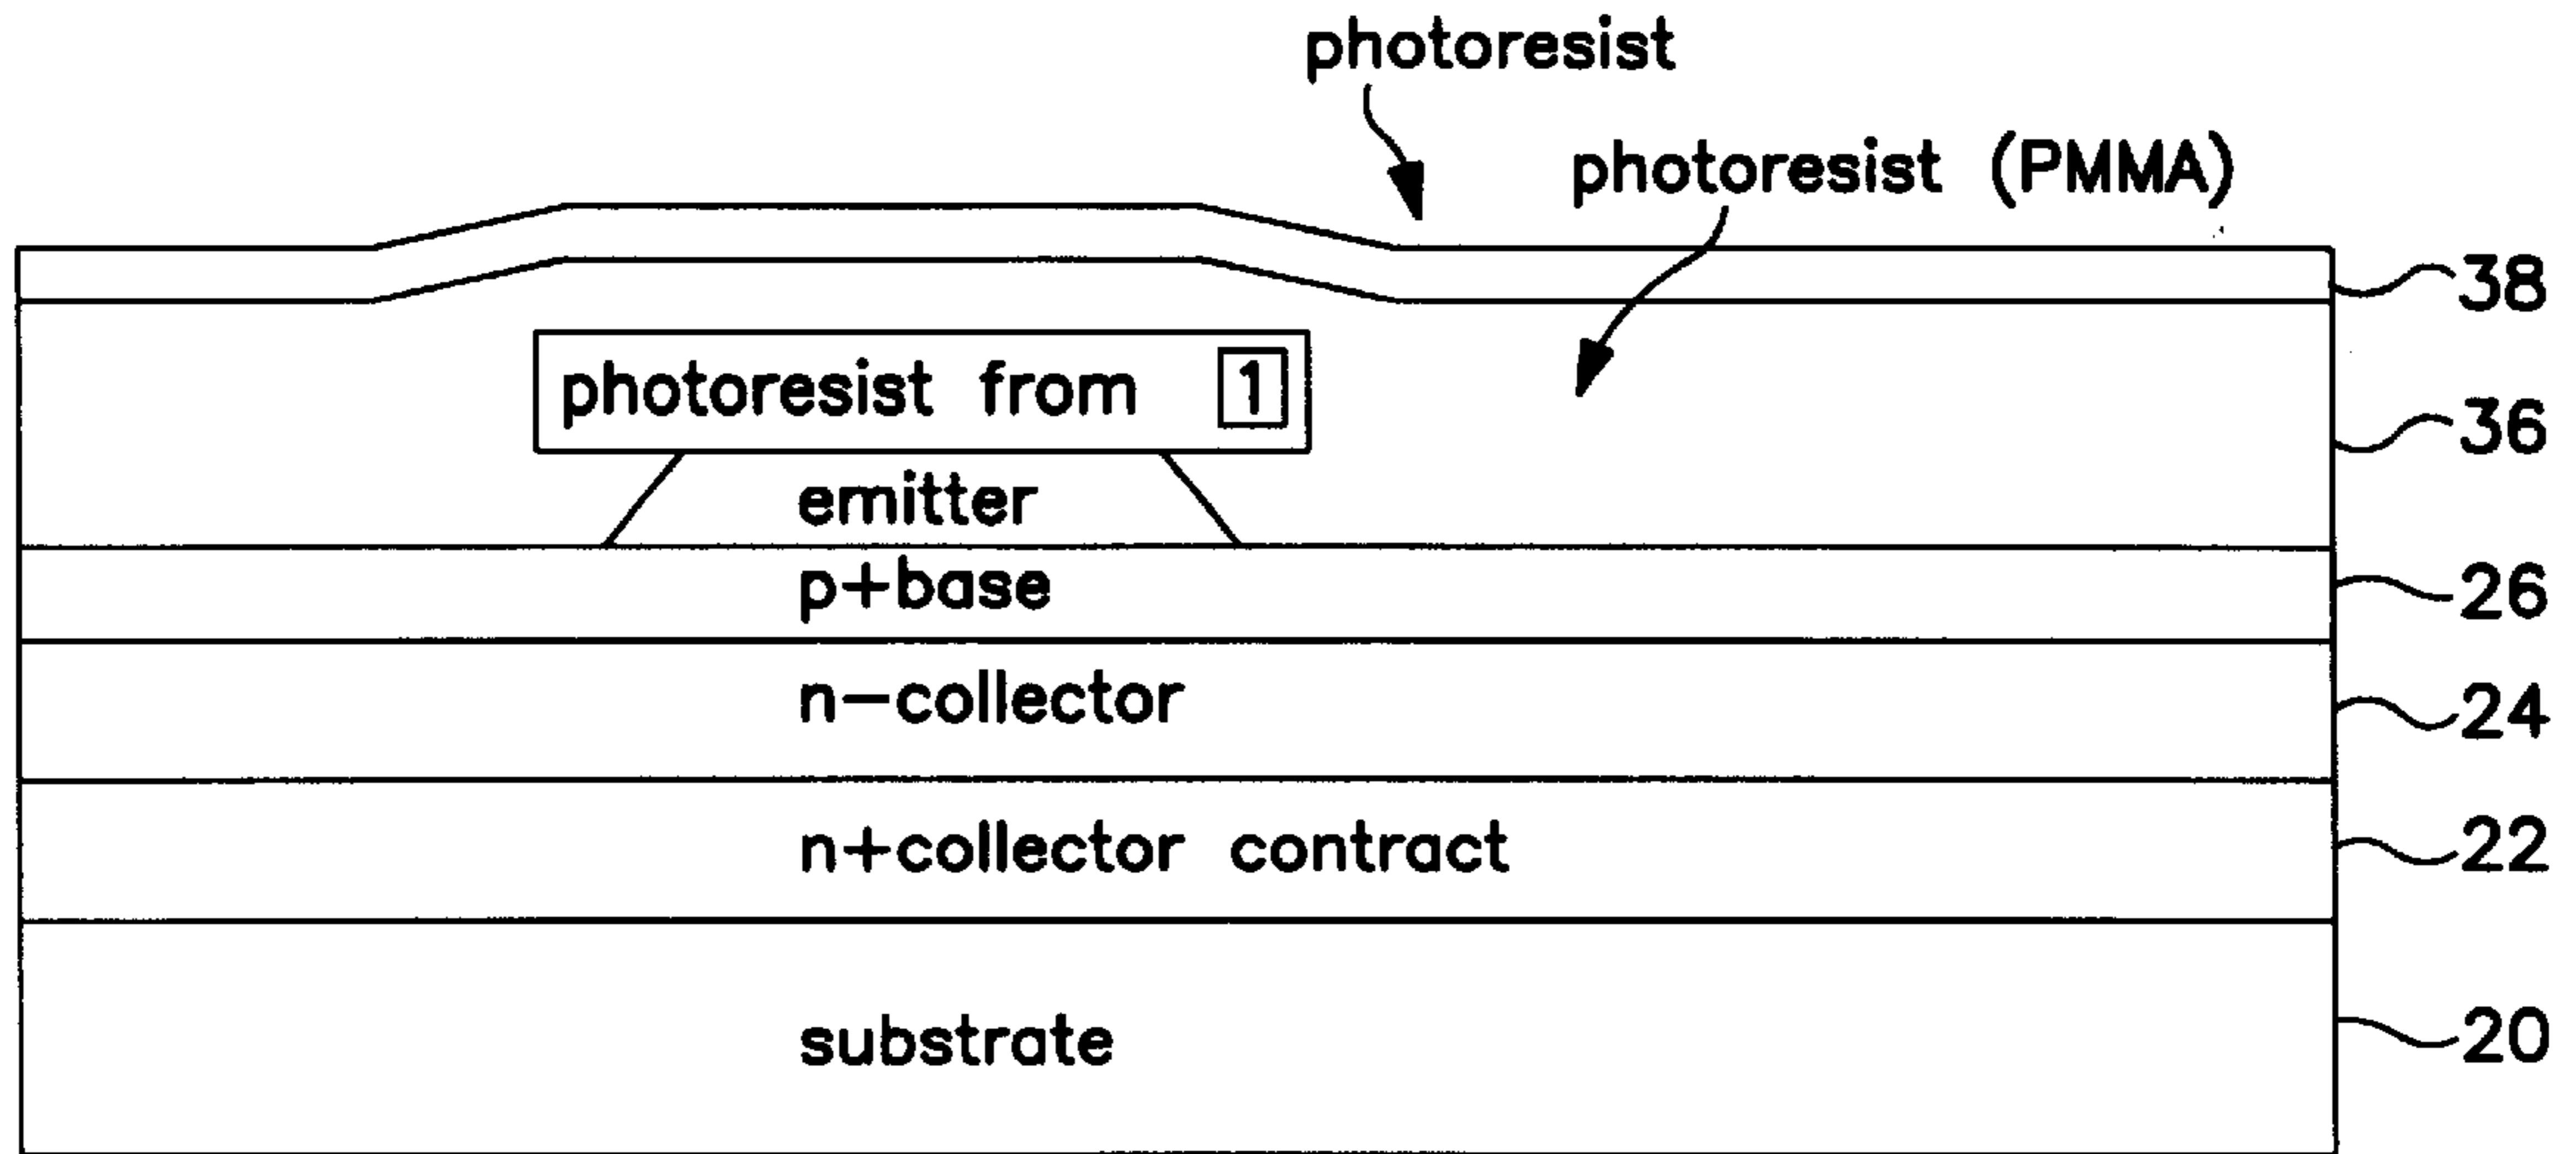 photoresist
photoresist (PMMA)
38
photoresist from 1
36
emitter
p+base
26
n-collector
24
n+collector contract
22
substrate
20